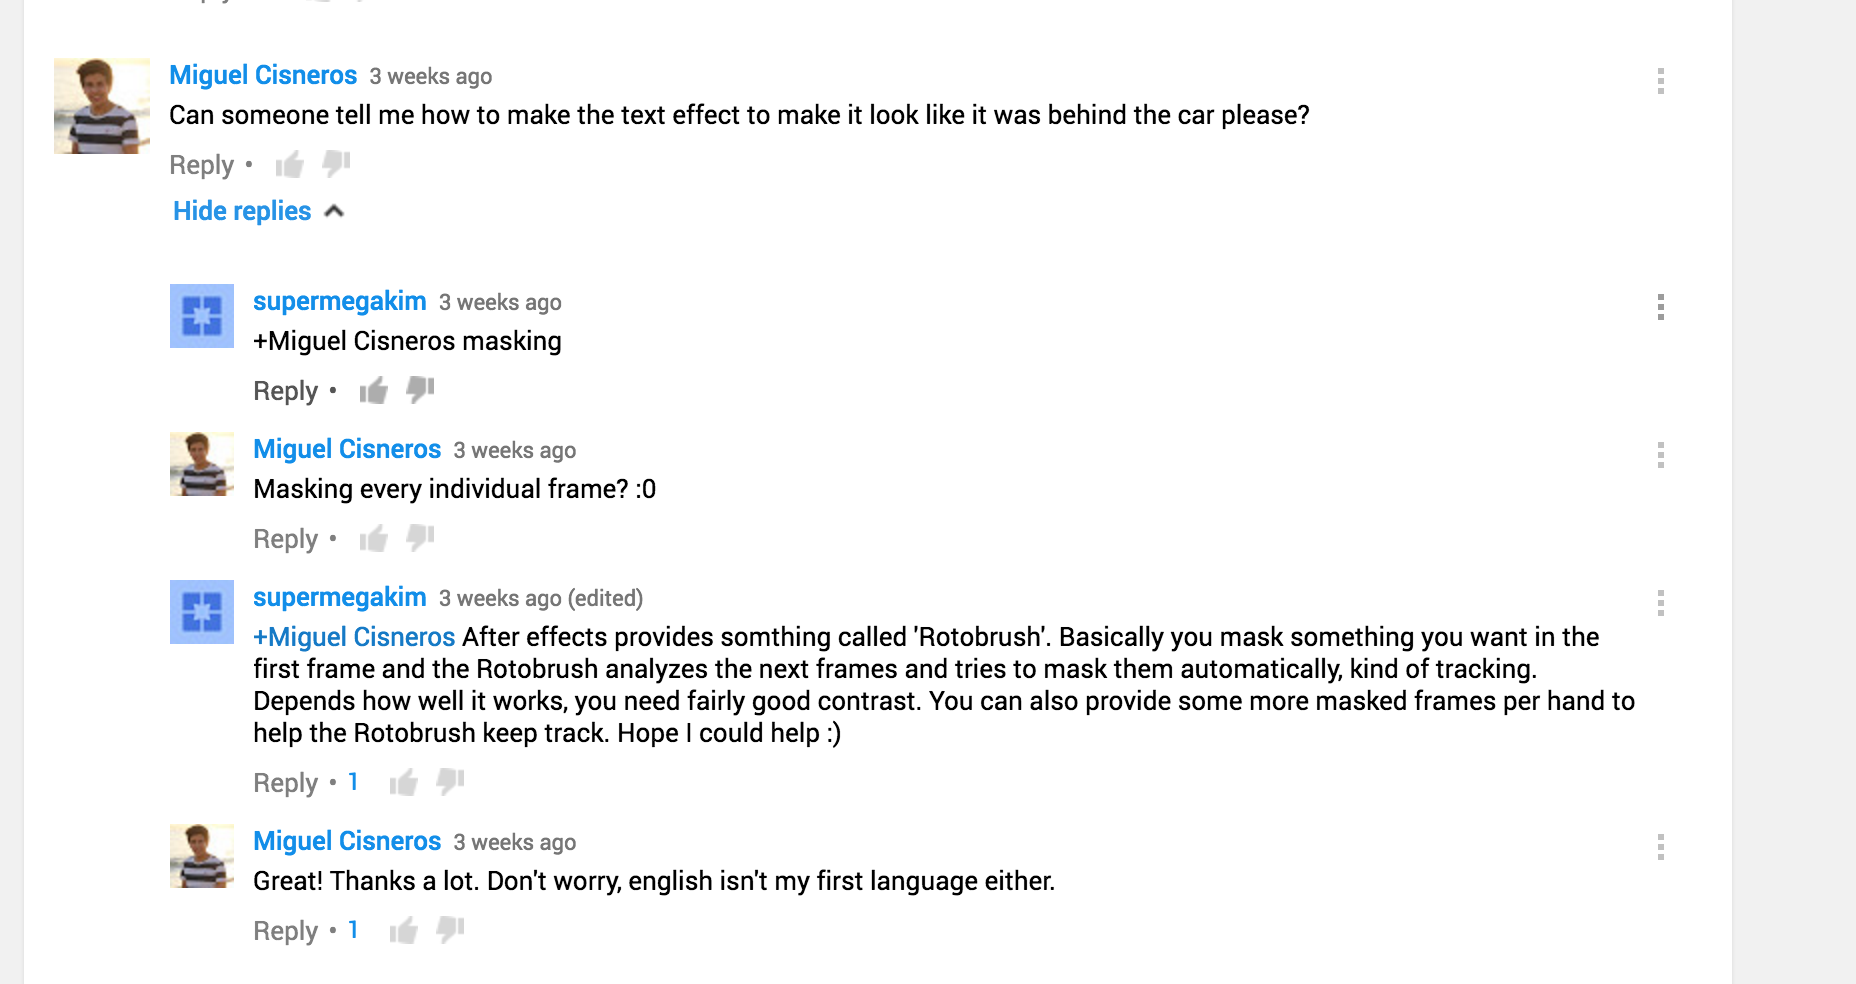 Miguel Cisneros 3 weeks ago
Can someone tell me how to make the text effect to make it look like it was behind the car please?
Reply •
Hide replies
supermegakim 3 weeks ago
+Miguel Cisneros masking
Reply •
Miguel Cisneros 3 weeks ago
Masking every individual frame? :0
Reply •
supermegakim 3 weeks ago (edited)
+Miguel Cisneros After effects provides somthing called 'Rotobrush'. Basically you mask something you want in the
first frame and the Rotobrush analyzes the next frames and tries to mask them automatically, kind of tracking.
Depends how well it works, you need fairly good contrast. You can also provide some more masked frames per hand to
help the Rotobrush keep track. Hope I could help :)
Reply • 1
Miguel Cisneros 3 weeks ago
Great! Thanks a lot. Don't worry, english isn't my first language either.
Reply • 1